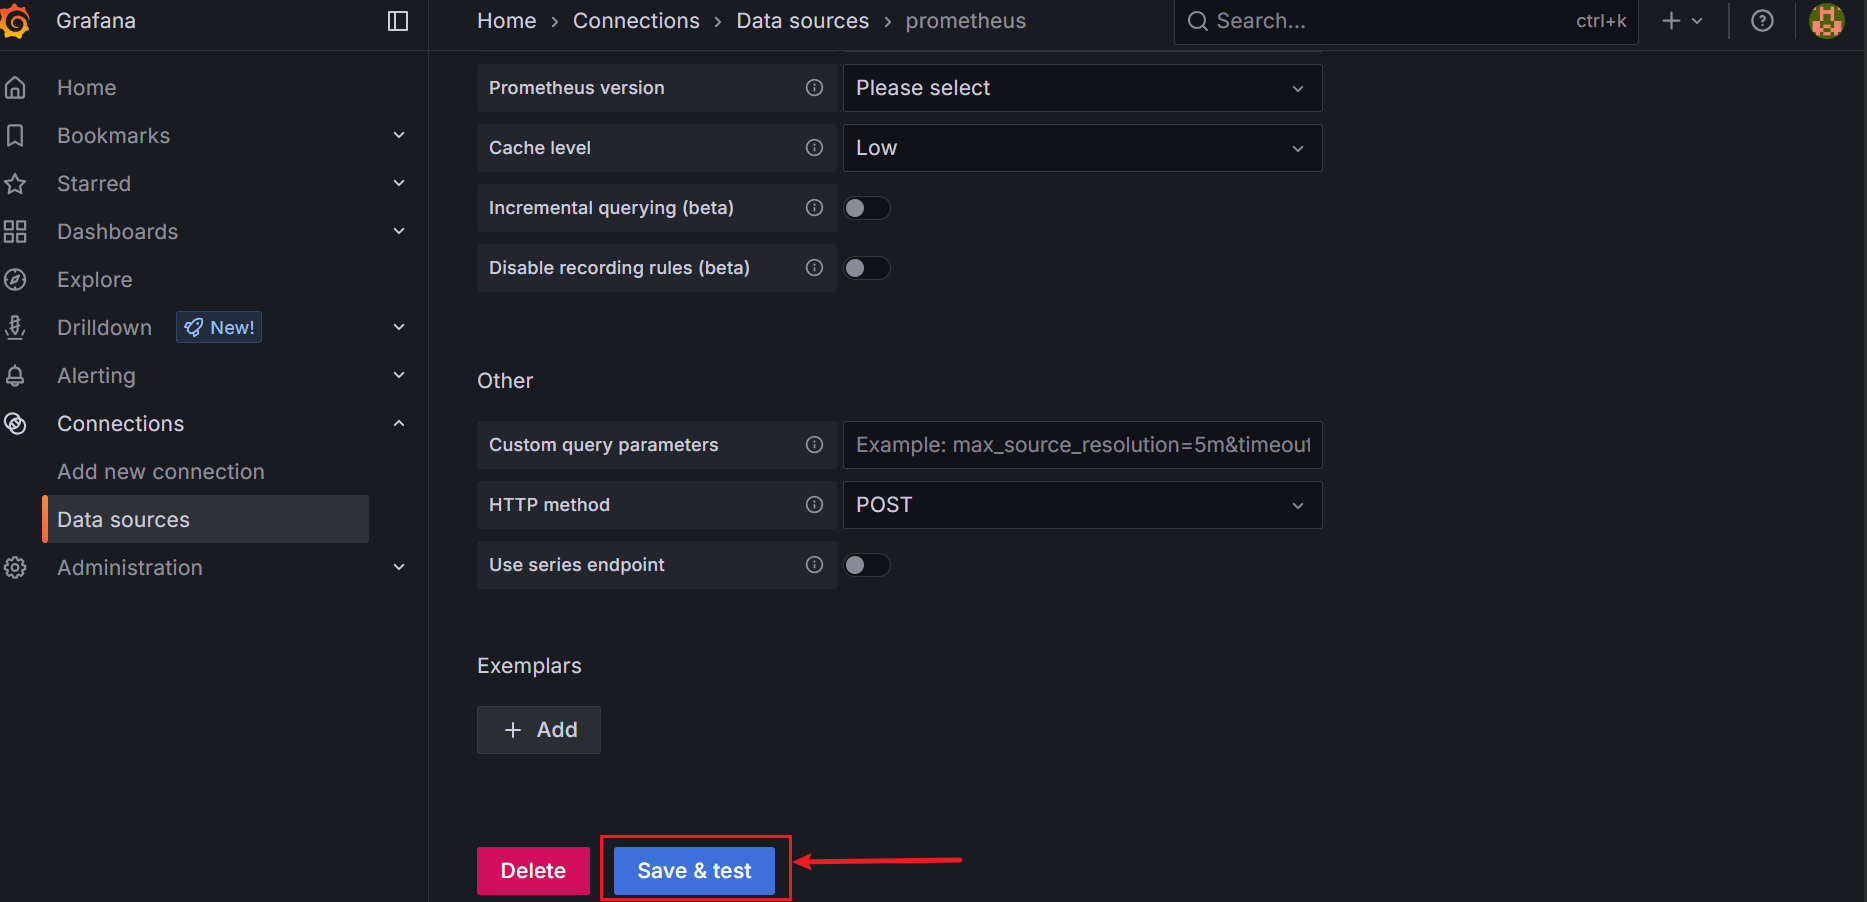 Grafana
Home › Connections › Data sources › prometheus
Search...
ctrl+k
Home
Bookmarks
Starred
Dashboards
Explore
Drilldown
New!
Alerting
Connections
Add new connection
Data sources
Administration
Prometheus version
Please select
Cache level
Low
Incremental querying (beta)
Disable recording rules (beta)
Other
Custom query parameters
Example: max_source_resolution=5m&timeout
HTTP method
POST
Use series endpoint
Exemplars
+ Add
Delete
Save & test